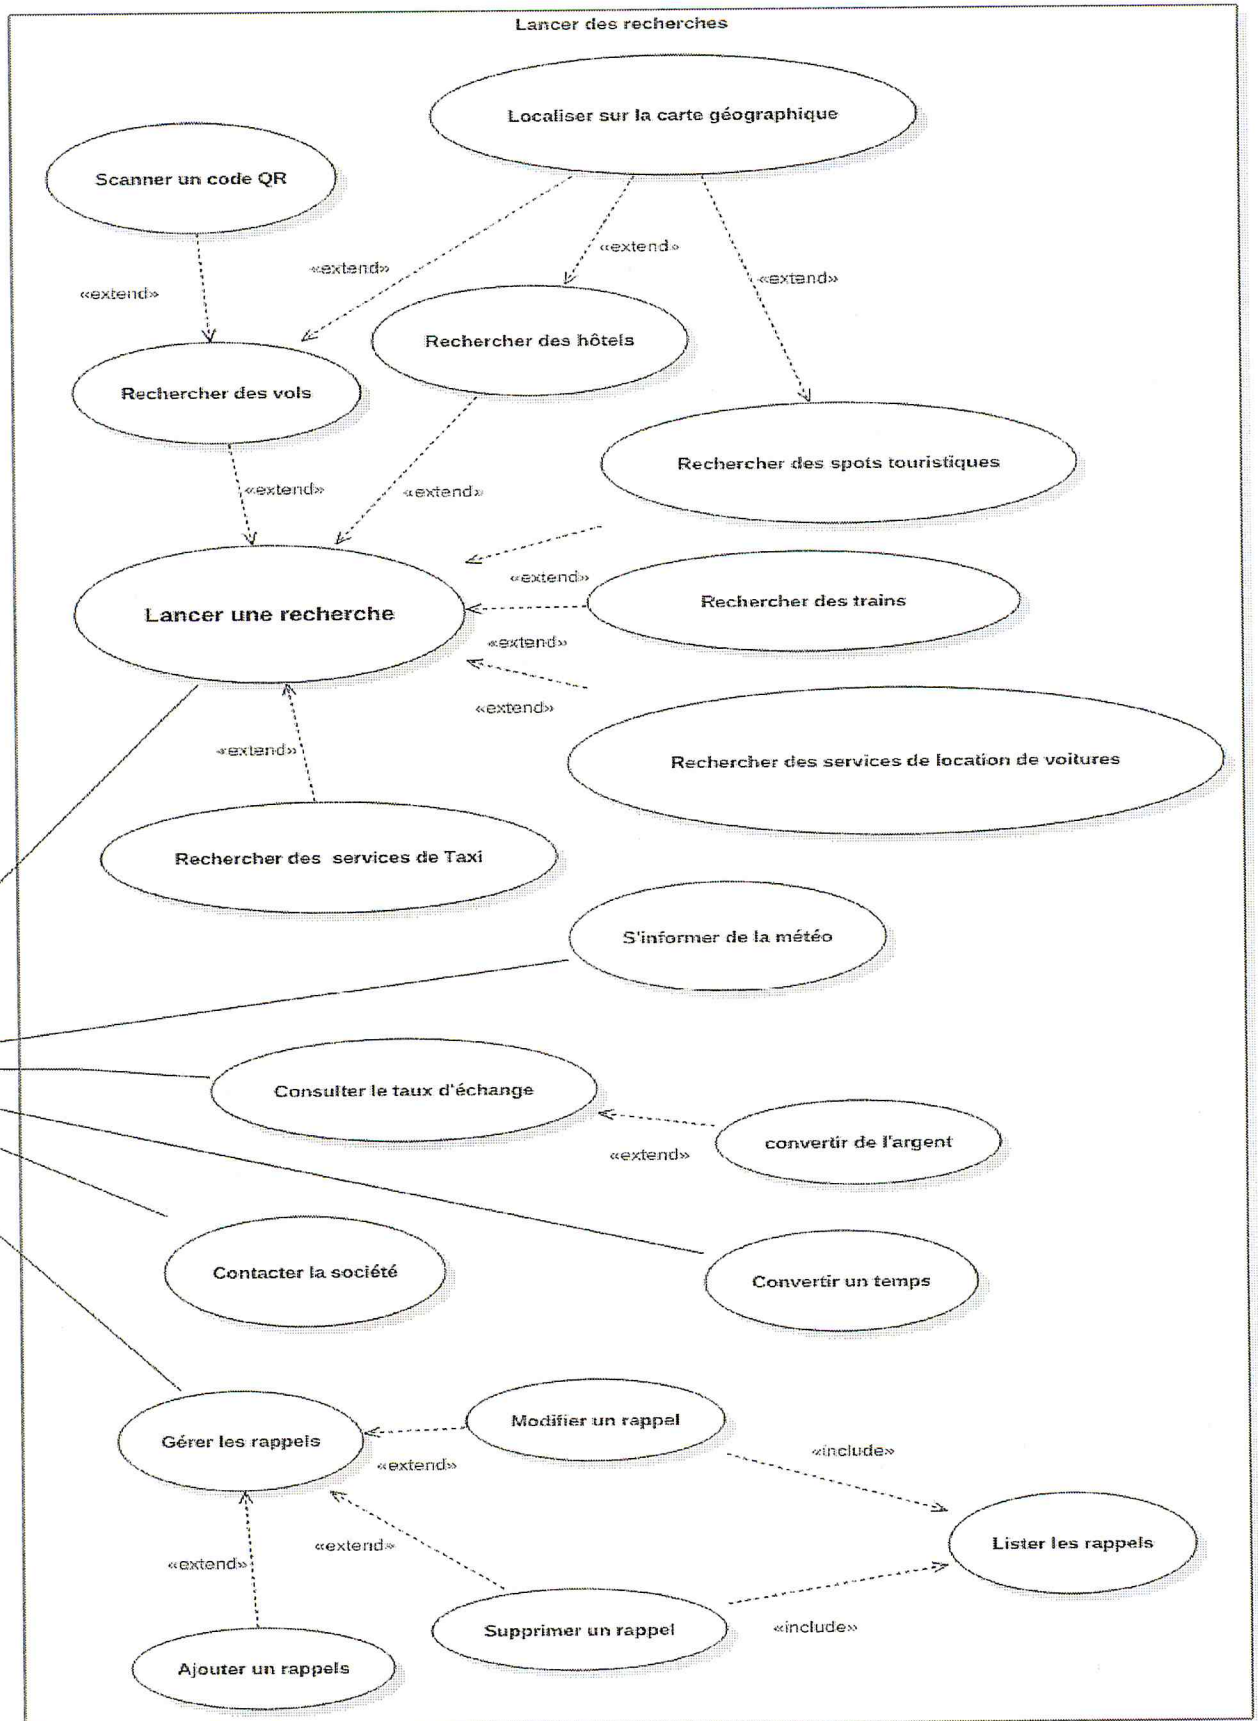 Lancer des recherches
Localiser sur la carte géographique
Scanner un code QR
«extend»
«extend»
«extend»
«extend»
Rechercher des hôtels
Rechercher des vols
Rechercher des spots touristiques
«extend»
«extend»
«extend»
Rechercher des trains
Lancer une recherche
«extend»
«extend»
«extend»
Rechercher des services de location de voitures
Rechercher des  services de Taxi
S'informer de la météo
Consulter le taux d'échange
convertir de l'argent
«extend»
Contacter la société
Convertir un temps
Modifier un rappel
Gérer les rappels
«include»
«extend»
Lister les rappels
«extend»
«extend»
Supprimer un rappel
«include»
Ajouter un rappels